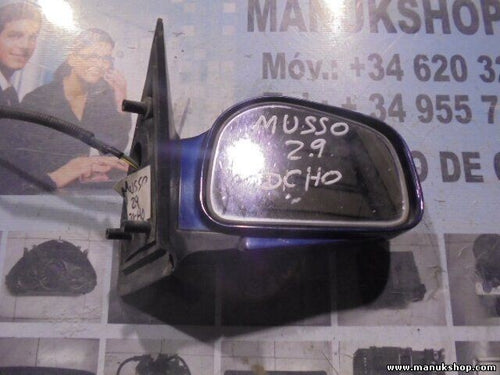 MANUKSHOP
Móv.: +34 620 32
+ 34 955 7
O DE C
MUSSO
2.9
DCHO
MUSSO
2.9
www.manukshop.com